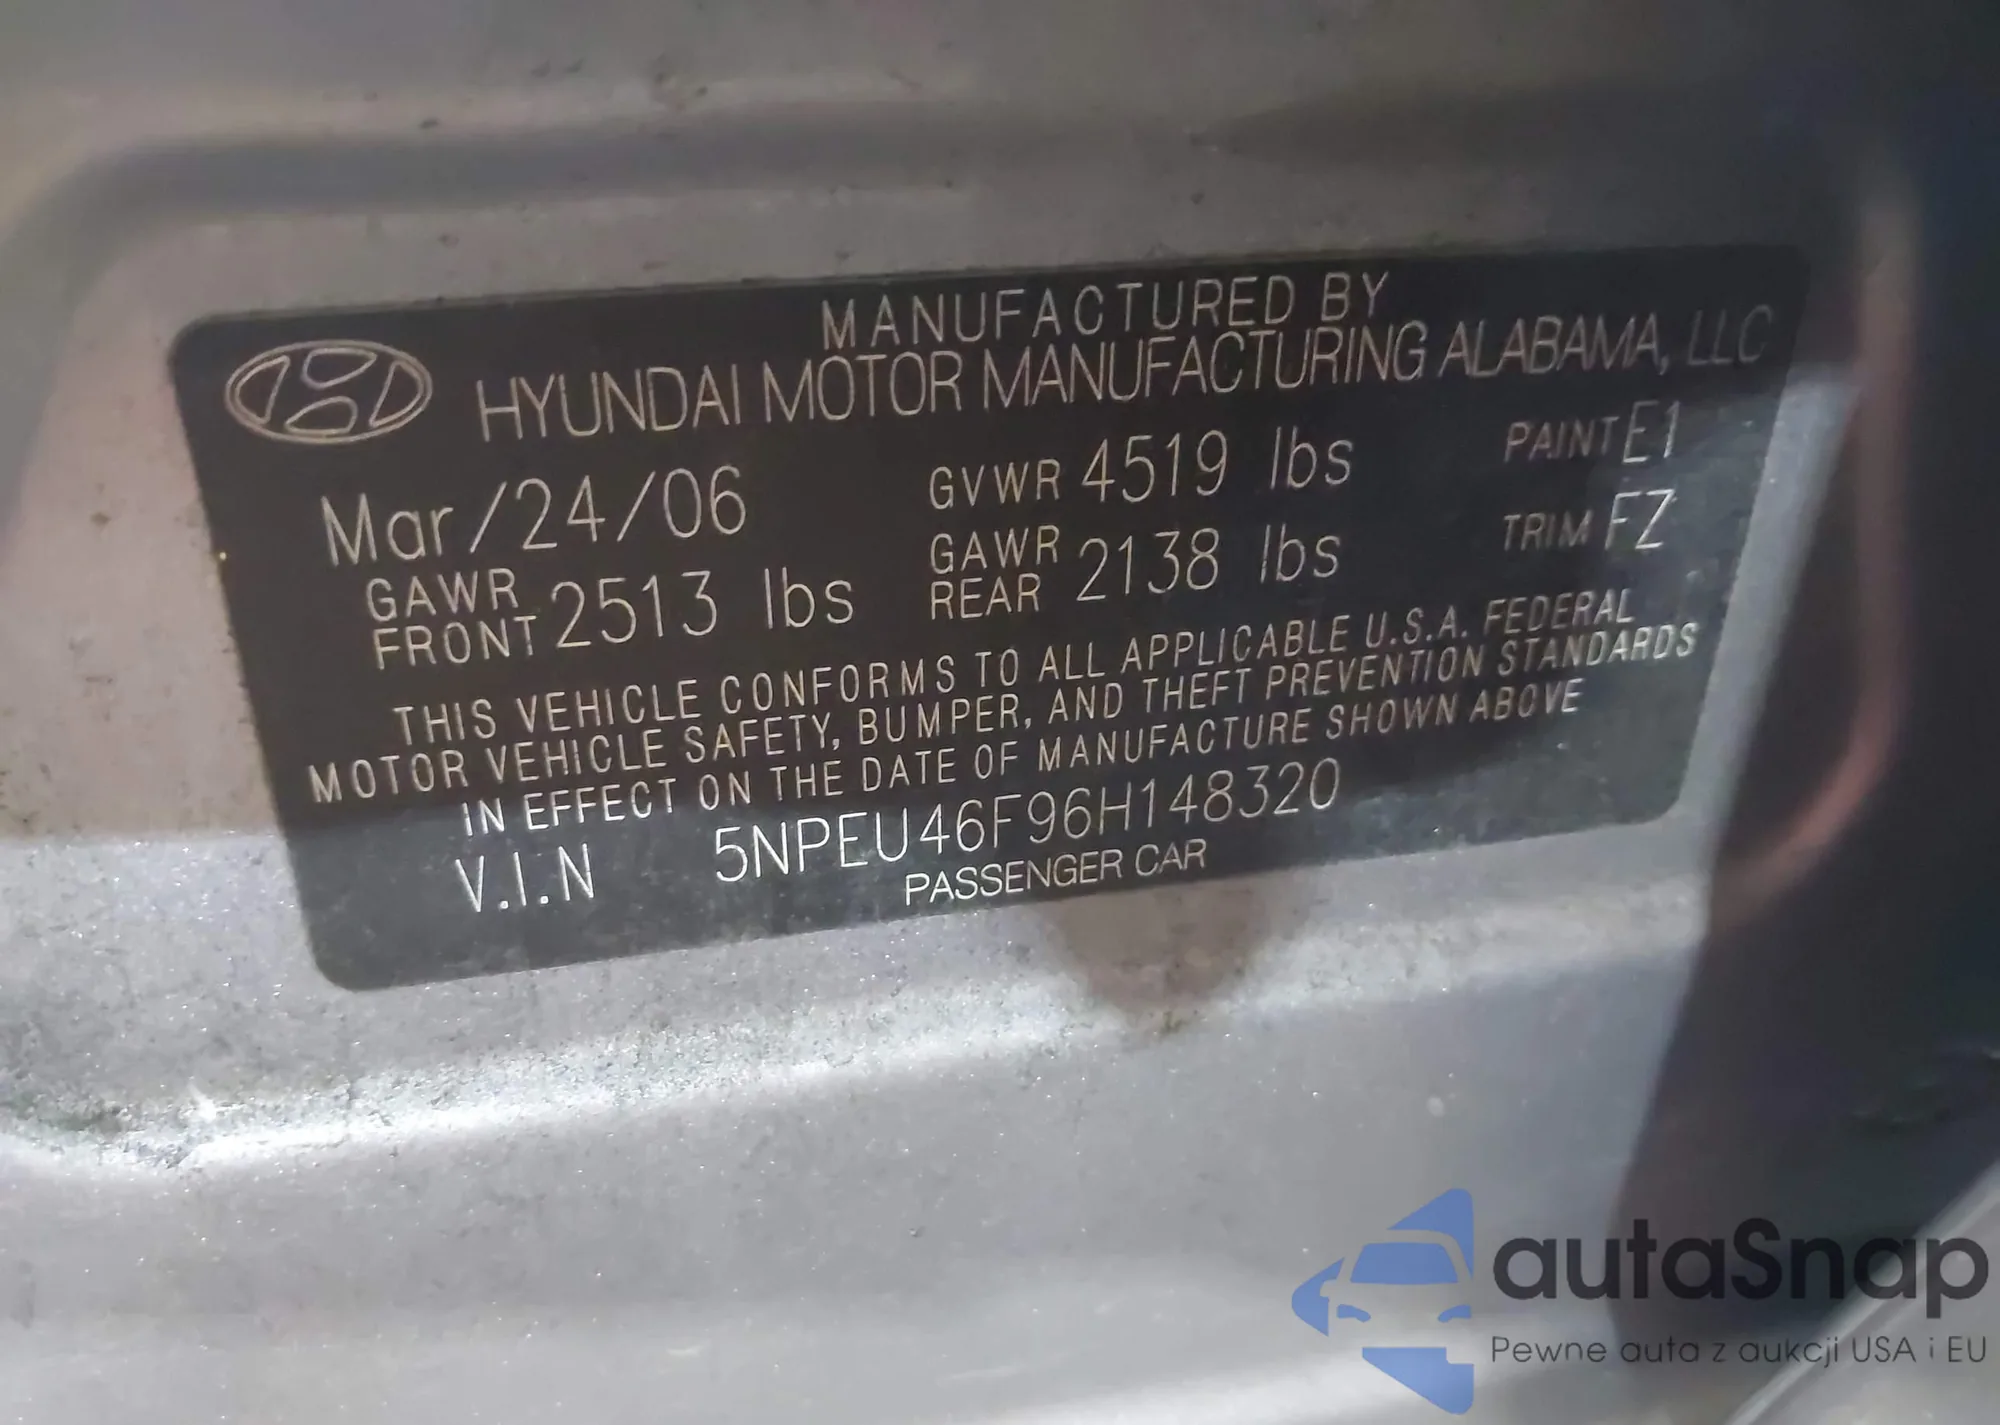 MANUFACTURED BY
HYUNDAI MOTOR MANUFACTURING ALABAMA, LLC
Mar/24/06 GVWR 4519 lbs PAINT E1
GAWR FRONT 2513 lbs GAWR REAR 2138 lbs TRIM FZ
THIS VEHICLE CONFORMS TO ALL APPLICABLE U.S.A. FEDERAL
MOTOR VEHICLE SAFETY, BUMPER, AND THEFT PREVENTION STANDARDS
IN EFFECT ON THE DATE OF MANUFACTURE SHOWN ABOVE
V.I.N 5NPEU46F96H148320
PASSENGER CAR
autaSnap
Pewne auta z aukcji USA i EU